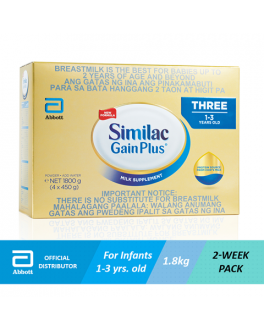 BREASTMILK IS THE BEST FOR BABIES UP TO
2 YEARS OF AGE AND BEYOND
ANG GATAS NG INA ANG PINAKAMABUTI
PARA SA BATA HANGGANG 2 TAON AT HIGIT PA
Abbott
NEW FORMULA
THREE
1-3
YEARS OLD
Similac
GainPlus
MILK SUPPLEMENT
POWDER • ADD WATER
NET 1800 g
(4 x 450 g)
IMPORTANT NOTICE:
THERE IS NO SUBSTITUTE FOR BREASTMILK
MAHALAGANG PAALALA: WALANG ANUMANG
GATAS ANG PWEDENG IPALIT SA GATAS NG INA
Abbott
OFFICIAL
DISTRIBUTOR
For Infants
1-3 yrs. old
1.8kg
2-WEEK
PACK